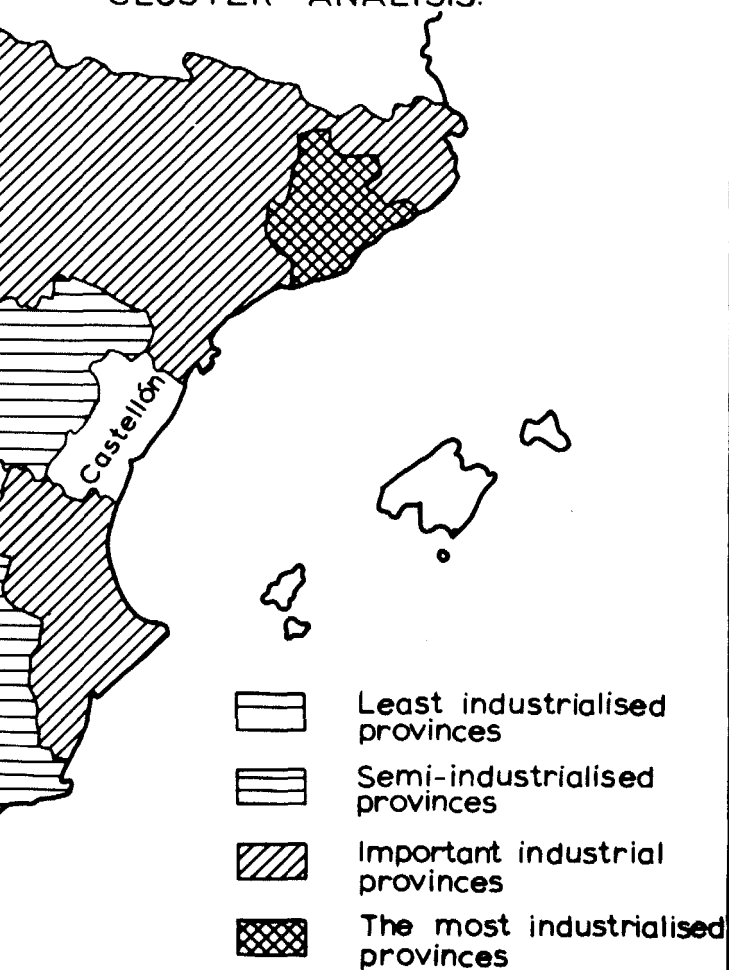 CLUSTER ANALYSIS.
Castellón
Least industrialised
provinces
Semi-industrialised
provinces
Important industrial
provinces
The most industrialised
provinces